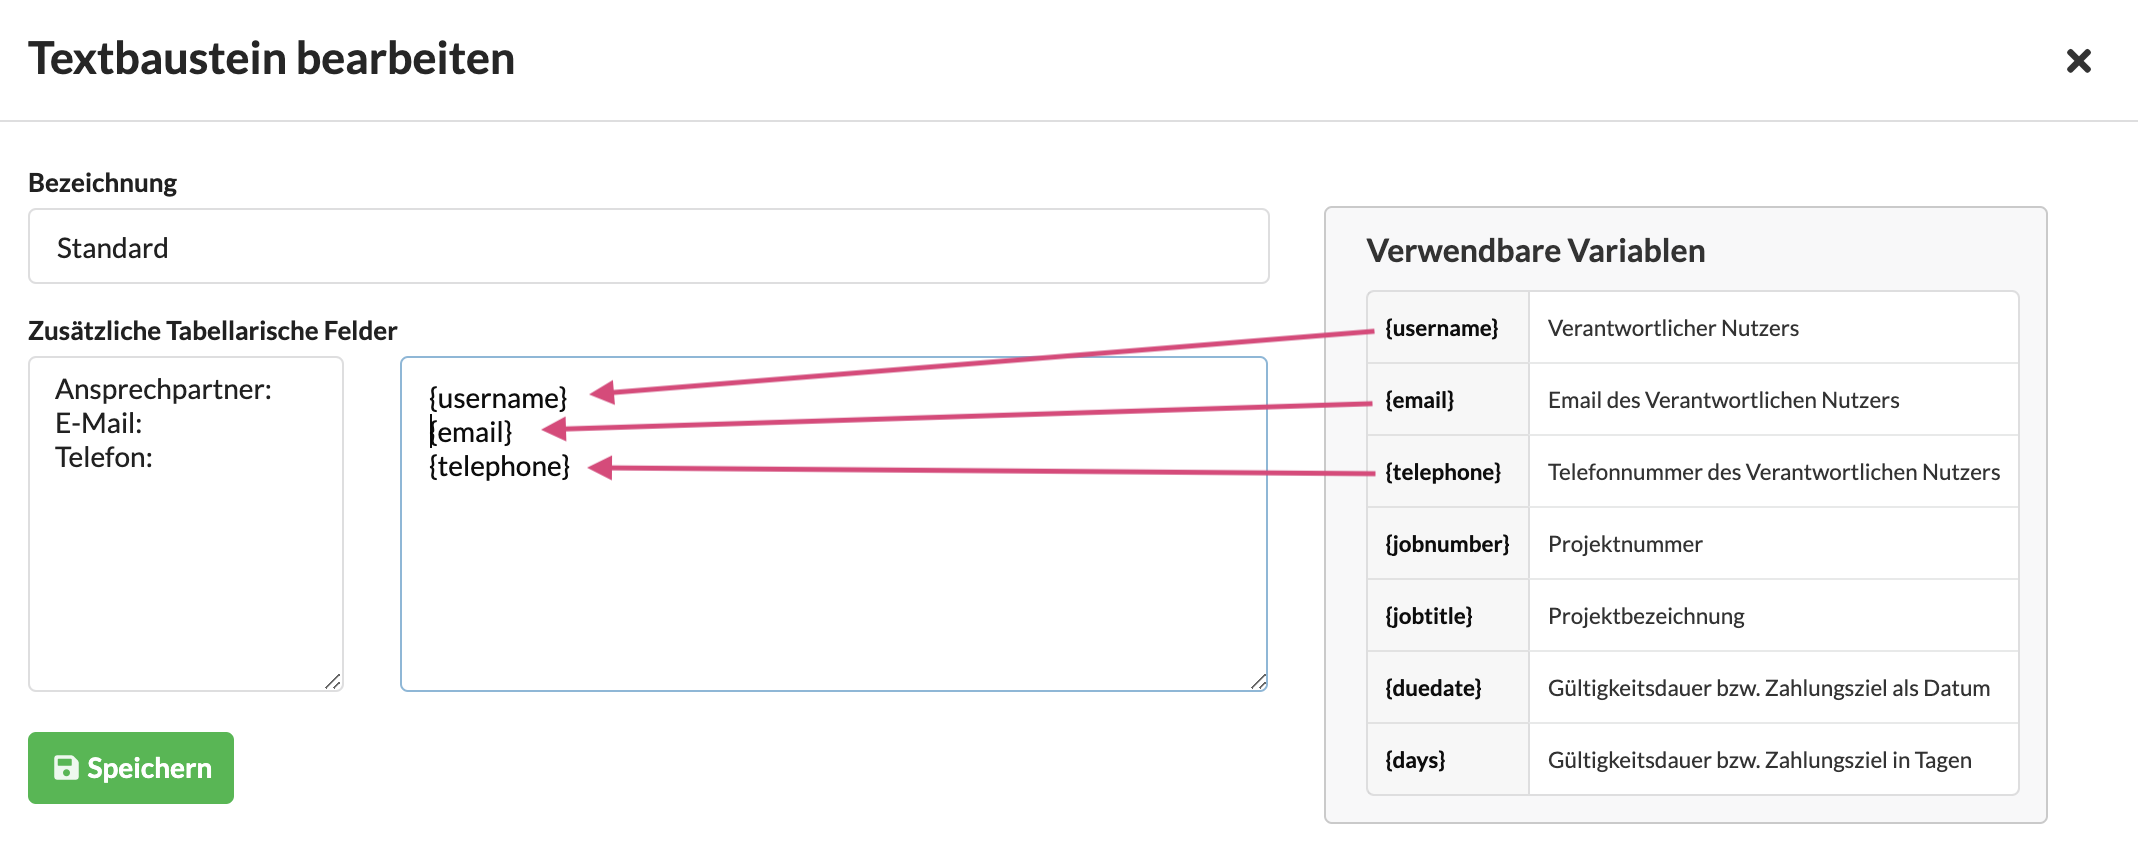 Textbaustein bearbeiten
Bezeichnung
Standard
Zusätzliche Tabellarische Felder
Ansprechpartner:
E-Mail:
Telefon:
{username}
{email}
{telephone}
Speichern
Verwendbare Variablen
{username} Verantwortlicher Nutzers
{email} Email des Verantwortlichen Nutzers
{telephone} Telefonnummer des Verantwortlichen Nutzers
{jobnumber} Projektnummer
{jobtitle} Projektbezeichnung
{duedate} Gültigkeitsdauer bzw. Zahlungsziel als Datum
{days} Gültigkeitsdauer bzw. Zahlungsziel in Tagen